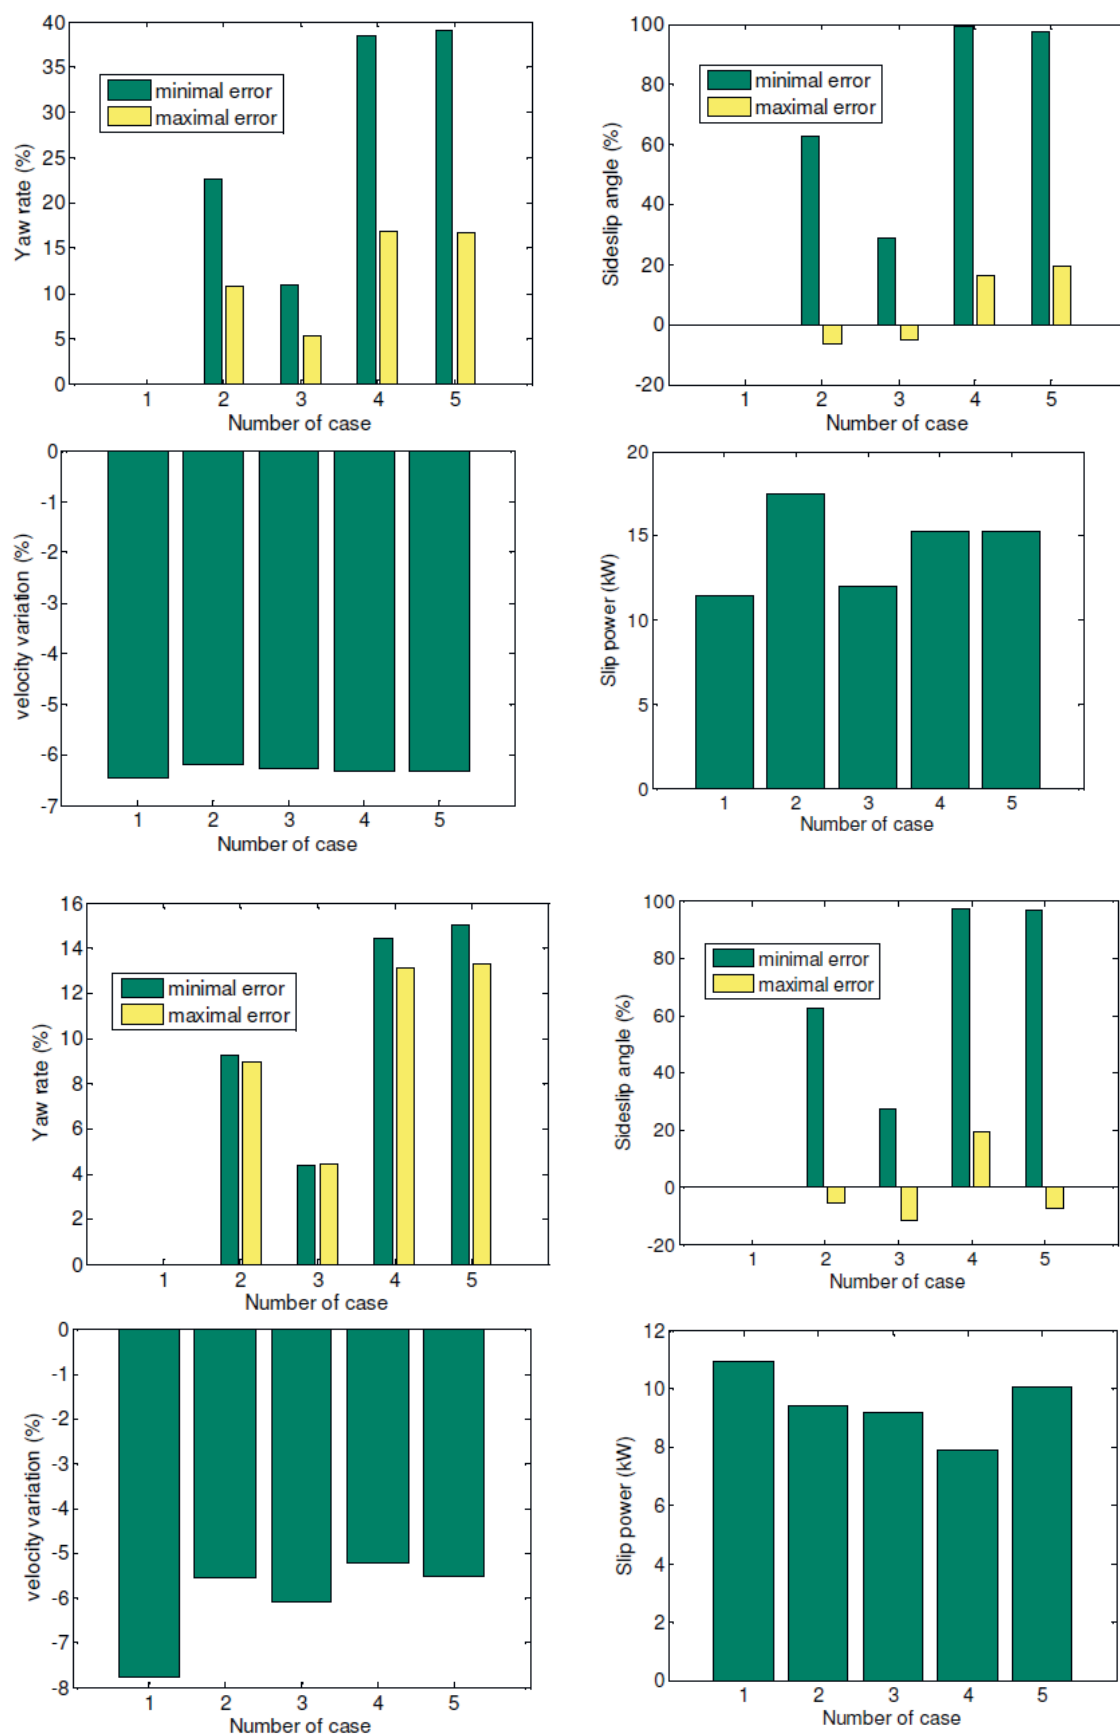 40
35
30
25
20
15
10
5
0
Yaw rate (%)
minimal error
maximal error
1 2 3 4 5
Number of case
100
80
60
40
20
0
-20
Sideslip angle (%)
minimal error
maximal error
1 2 3 4 5
Number of case
0
-1
-2
-3
-4
-5
-6
-7
velocity variation (%)
1 2 3 4 5
Number of case
20
15
10
5
0
Slip power (kW)
1 2 3 4 5
Number of case
16
14
12
10
8
6
4
2
0
Yaw rate (%)
minimal error
maximal error
1 2 3 4 5
Number of case
100
80
60
40
20
0
-20
Sideslip angle (%)
minimal error
maximal error
1 2 3 4 5
Number of case
0
-1
-2
-3
-4
-5
-6
-7
-8
velocity variation (%)
1 2 3 4 5
Number of case
12
10
8
6
4
2
0
Slip power (kW)
1 2 3 4 5
Number of case